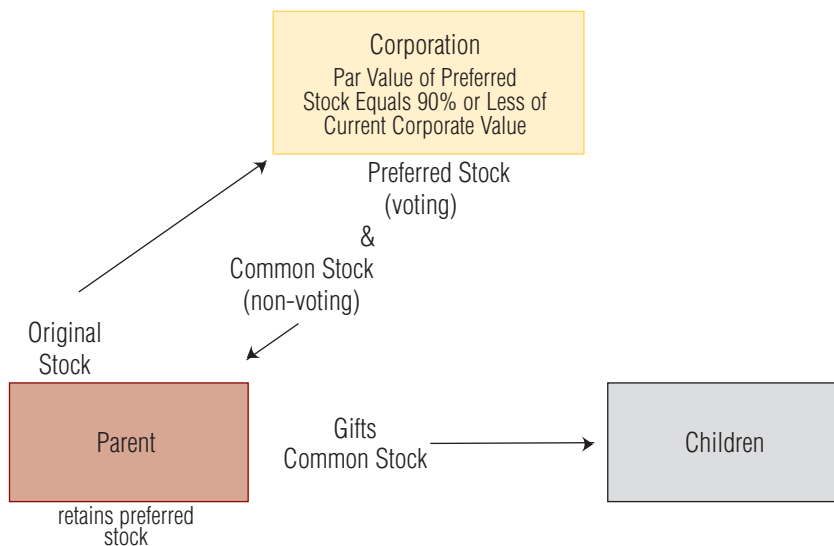 Corporation
Par Value of Preferred
Stock Equals 90% or Less of
Current Corporate Value
Preferred Stock
(voting)
&
Common Stock
(non-voting)
Original
Stock
Parent
retains preferred
stock
Gifts
Common Stock
Children